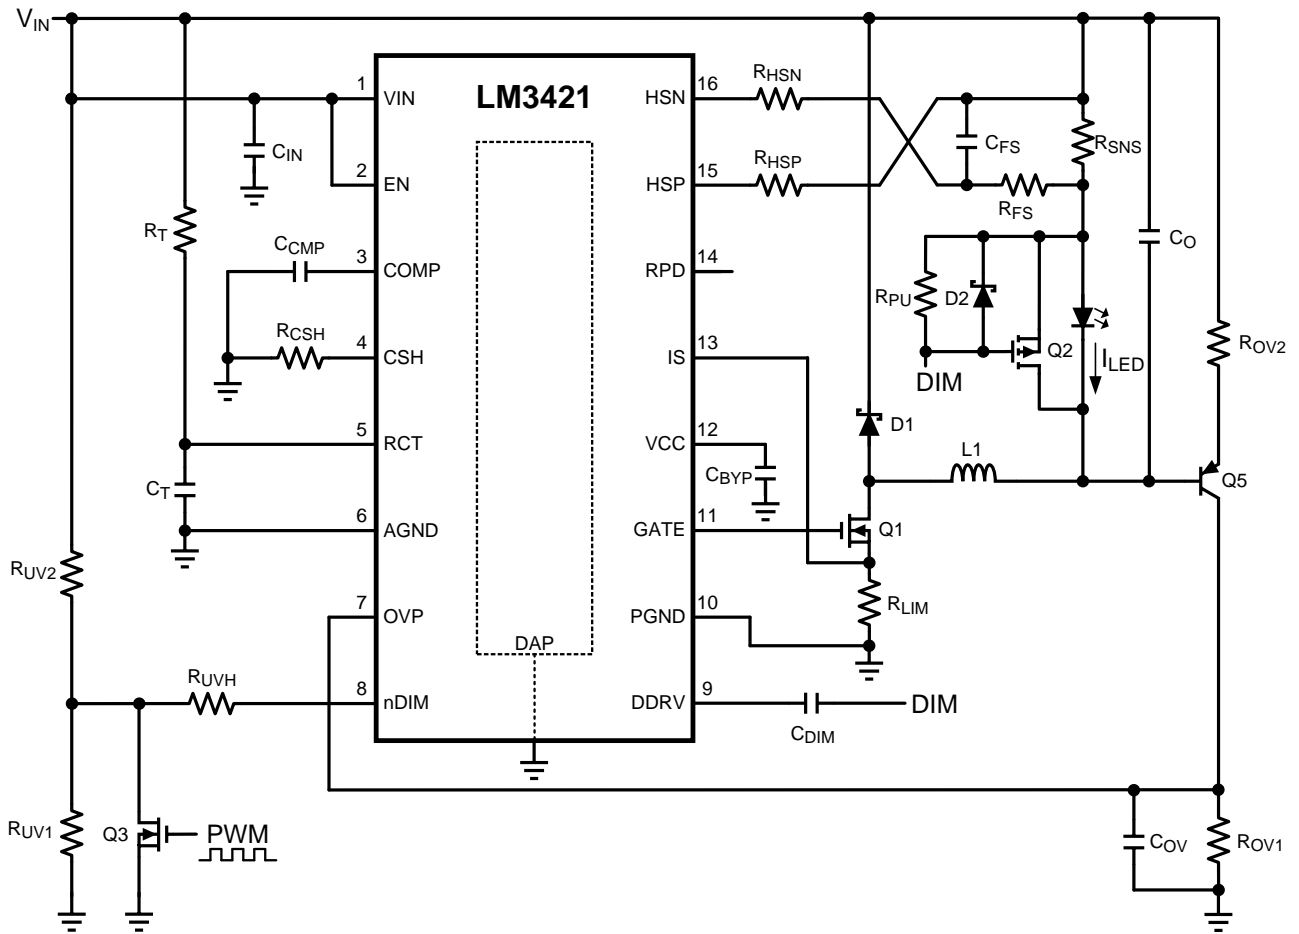 VIN
LM3421
1
VIN
2
EN
3
COMP
4
CSH
5
RCT
6
AGND
7
OVP
8
nDIM
16
HSN
15
HSP
14
RPD
13
IS
12
VCC
11
GATE
10
PGND
9
DDRV
DAP
CIN
RT
CCMP
RCSH
CT
RUV2
RUVH
RUV1
Q3
PWM
RHSN
RHSP
CFS
RSNS
RFS
RPU
D2
Q2
DIM
ILED
CO
ROV2
D1
L1
Q5
CBYP
Q1
RLIM
CDIM
DIM
COV
ROV1